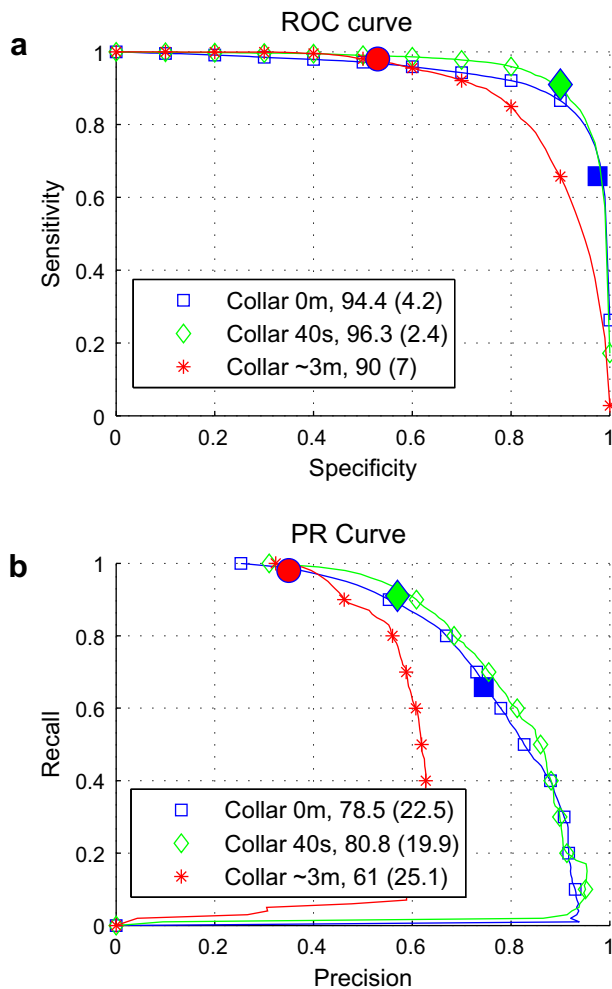 a
ROC curve
1
0.8
0.6
0.4
0.2
0
Sensitivity
Collar 0m, 94.4 (4.2)
Collar 40s, 96.3 (2.4)
Collar ~3m, 90 (7)
0 0.2 0.4 0.6 0.8 1
Specificity
b
PR Curve
1
0.8
0.6
0.4
0.2
0
Recall
Collar 0m, 78.5 (22.5)
Collar 40s, 80.8 (19.9)
Collar ~3m, 61 (25.1)
0 0.2 0.4 0.6 0.8 1
Precision